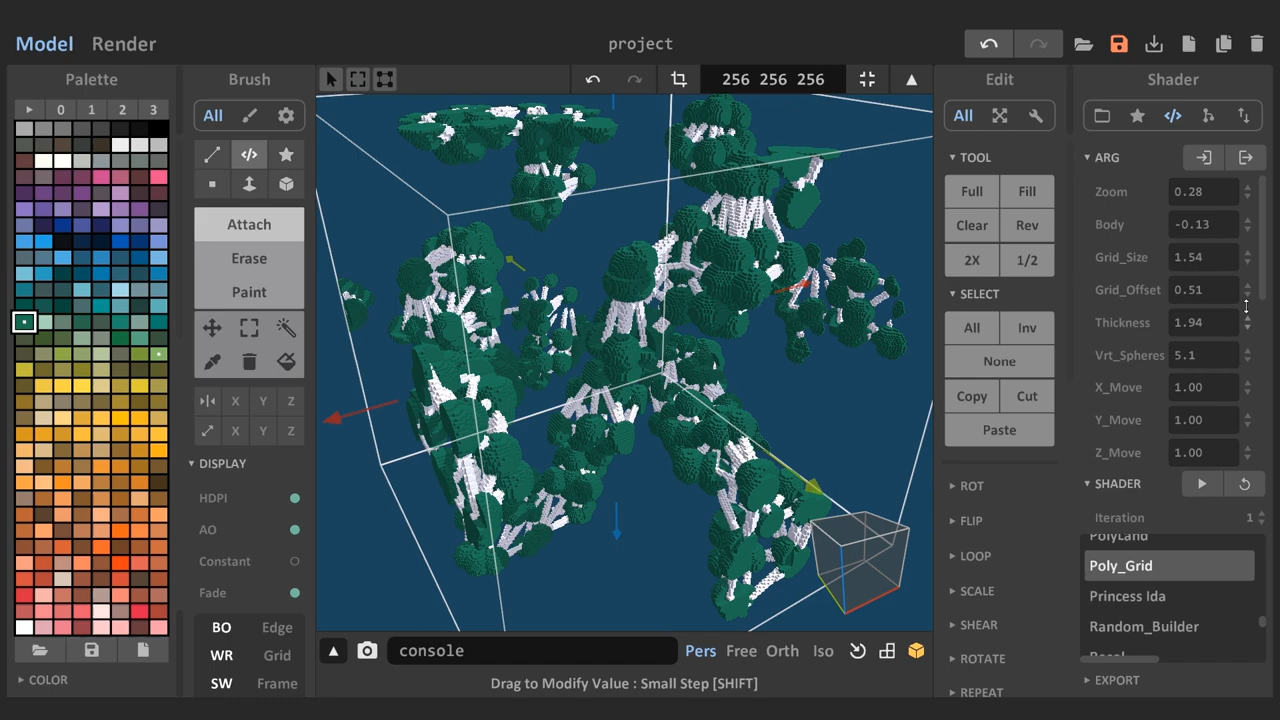 Model Render
project
Palette
Brush
256 256 256
Edit
Shader
0 1 2 3
All
All
ARG
TOOL
Full Fill
Clear Rev
2X 1/2
SELECT
All Inv
None
Copy Cut
Paste
Attach
Erase
Paint
X Y Z
X Y Z
DISPLAY
HDPI
AO
Constant
Fade
BO Edge
WR Grid
SW Frame
COLOR
Zoom 0.28
Body -0.13
Grid_Size 1.54
Grid_Offset 0.51
Thickness 1.94
Vrt_Spheres 5.1
X_Move 1.00
Y_Move 1.00
Z_Move 1.00
SHADER
Iteration 1
PolyLand
Poly_Grid
Princess Ida
Random_Builder
EXPORT
ROT
FLIP
LOOP
SCALE
SHEAR
ROTATE
REPEAT
console
Pers Free Orth Iso
Drag to Modify Value : Small Step [SHIFT]